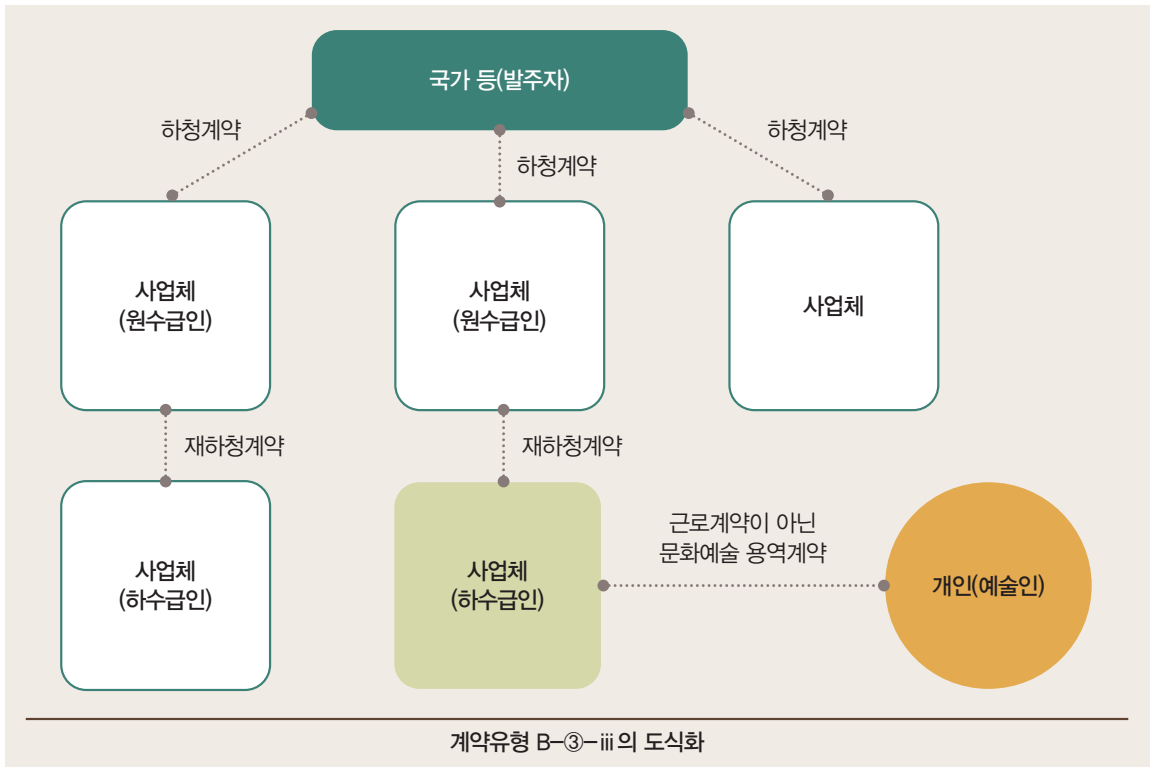 국가 등(발주자)
하청계약
하청계약
하청계약
사업체
(원수급인)
사업체
(원수급인)
사업체
재하청계약
재하청계약
사업체
(하수급인)
사업체
(하수급인)
근로계약이 아닌
문화예술 용역계약
개인(예술인)
계약유형 B-③-ⅲ의 도식화